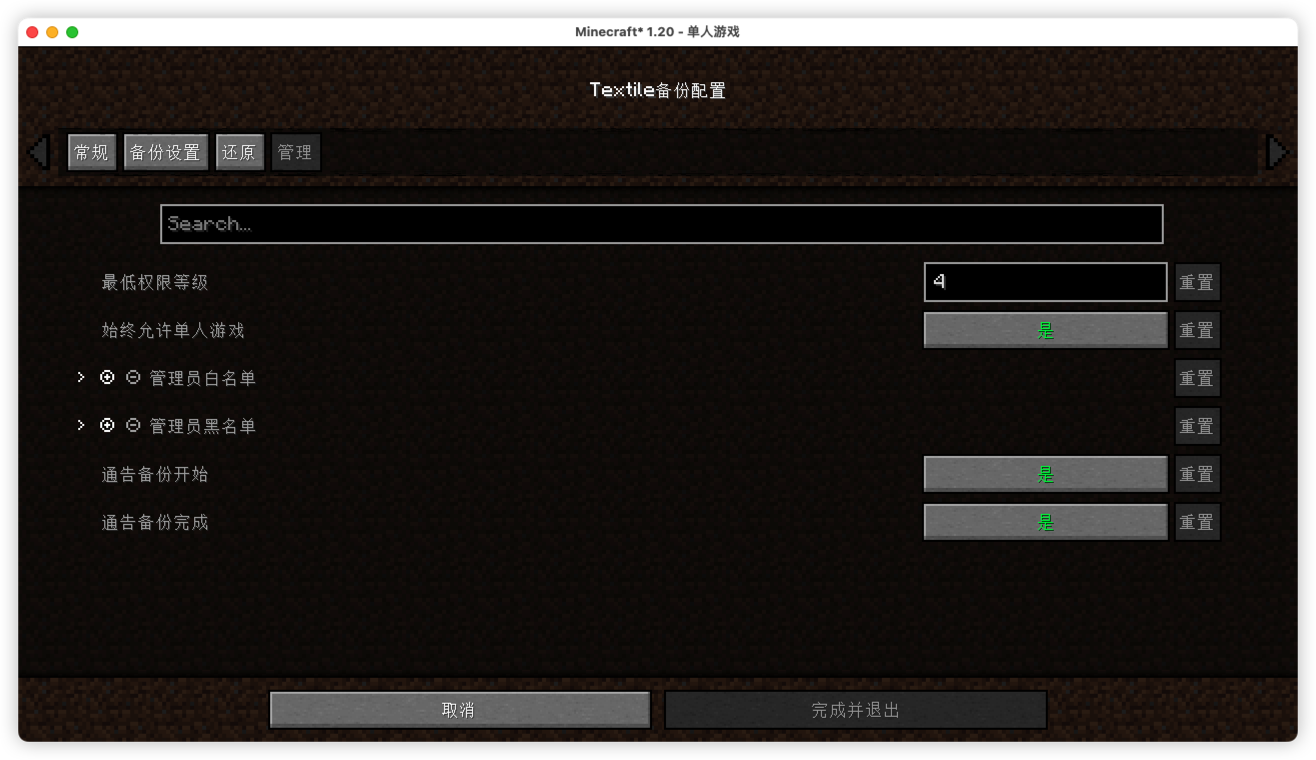 Minecraft* 1.20 - 单人游戏
Textile备份配置
常规 备份设置 还原 管理
Search...
最低权限等级 4 重置
始终允许单人游戏 是 重置
管理员白名单 重置
管理员黑名单 重置
通告备份开始 是 重置
通告备份完成 是 重置
取消 完成并退出